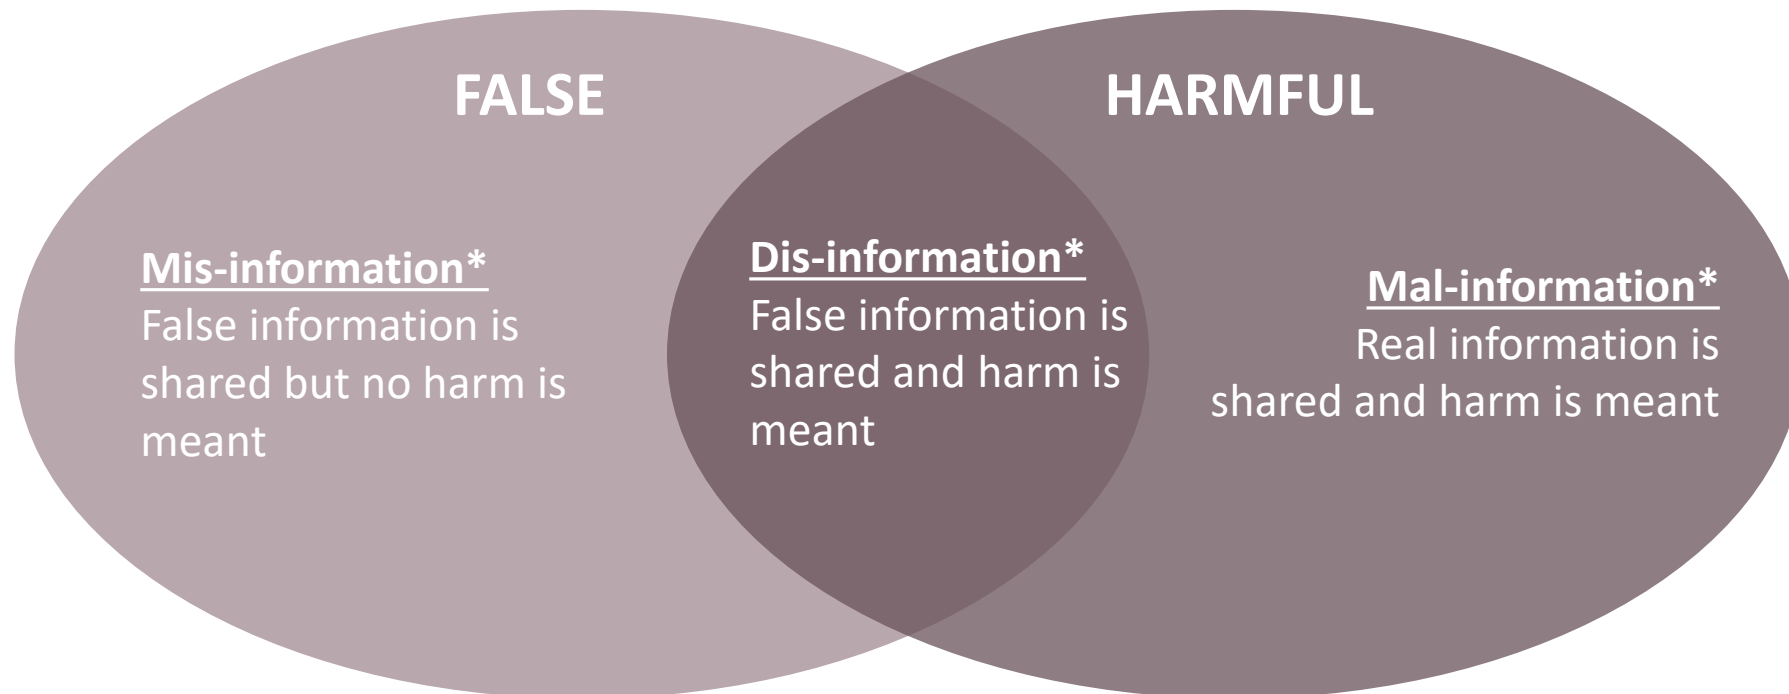 FALSE
HARMFUL
Mis-information*
False information is
shared but no harm is
meant
Dis-information*
False information is
shared and harm is
meant
Mal-information*
Real information is
shared and harm is meant